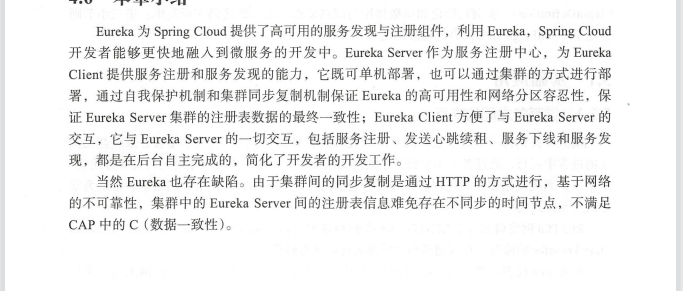 Eureka 为 Spring Cloud 提供了高可用的服务发现与注册组件，利用 Eureka，Spring Cloud
开发者能够更快地融入到微服务的开发中。Eureka Server 作为服务注册中心，为 Eureka
Client 提供服务注册和服务发现的能力，它既可单机部署，也可以通过集群的方式进行部
署，通过自我保护机制和集群同步复制机制保证 Eureka 的高可用性和网络分区容忍性，保
证 Eureka Server 集群的注册表数据的最终一致性；Eureka Client 方便了与 Eureka Server 的
交互，它与 Eureka Server 的一切交互，包括服务注册、发送心跳续租、服务下线和服务发
现，都是在后台自主完成的，简化了开发者的开发工作。
当然 Eureka 也存在缺陷。由于集群间的同步复制是通过 HTTP 的方式进行，基于网络
的不可靠性，集群中的 Eureka Server 间的注册表信息难免存在不同步的时间节点，不满足
CAP 中的 C（数据一致性）。